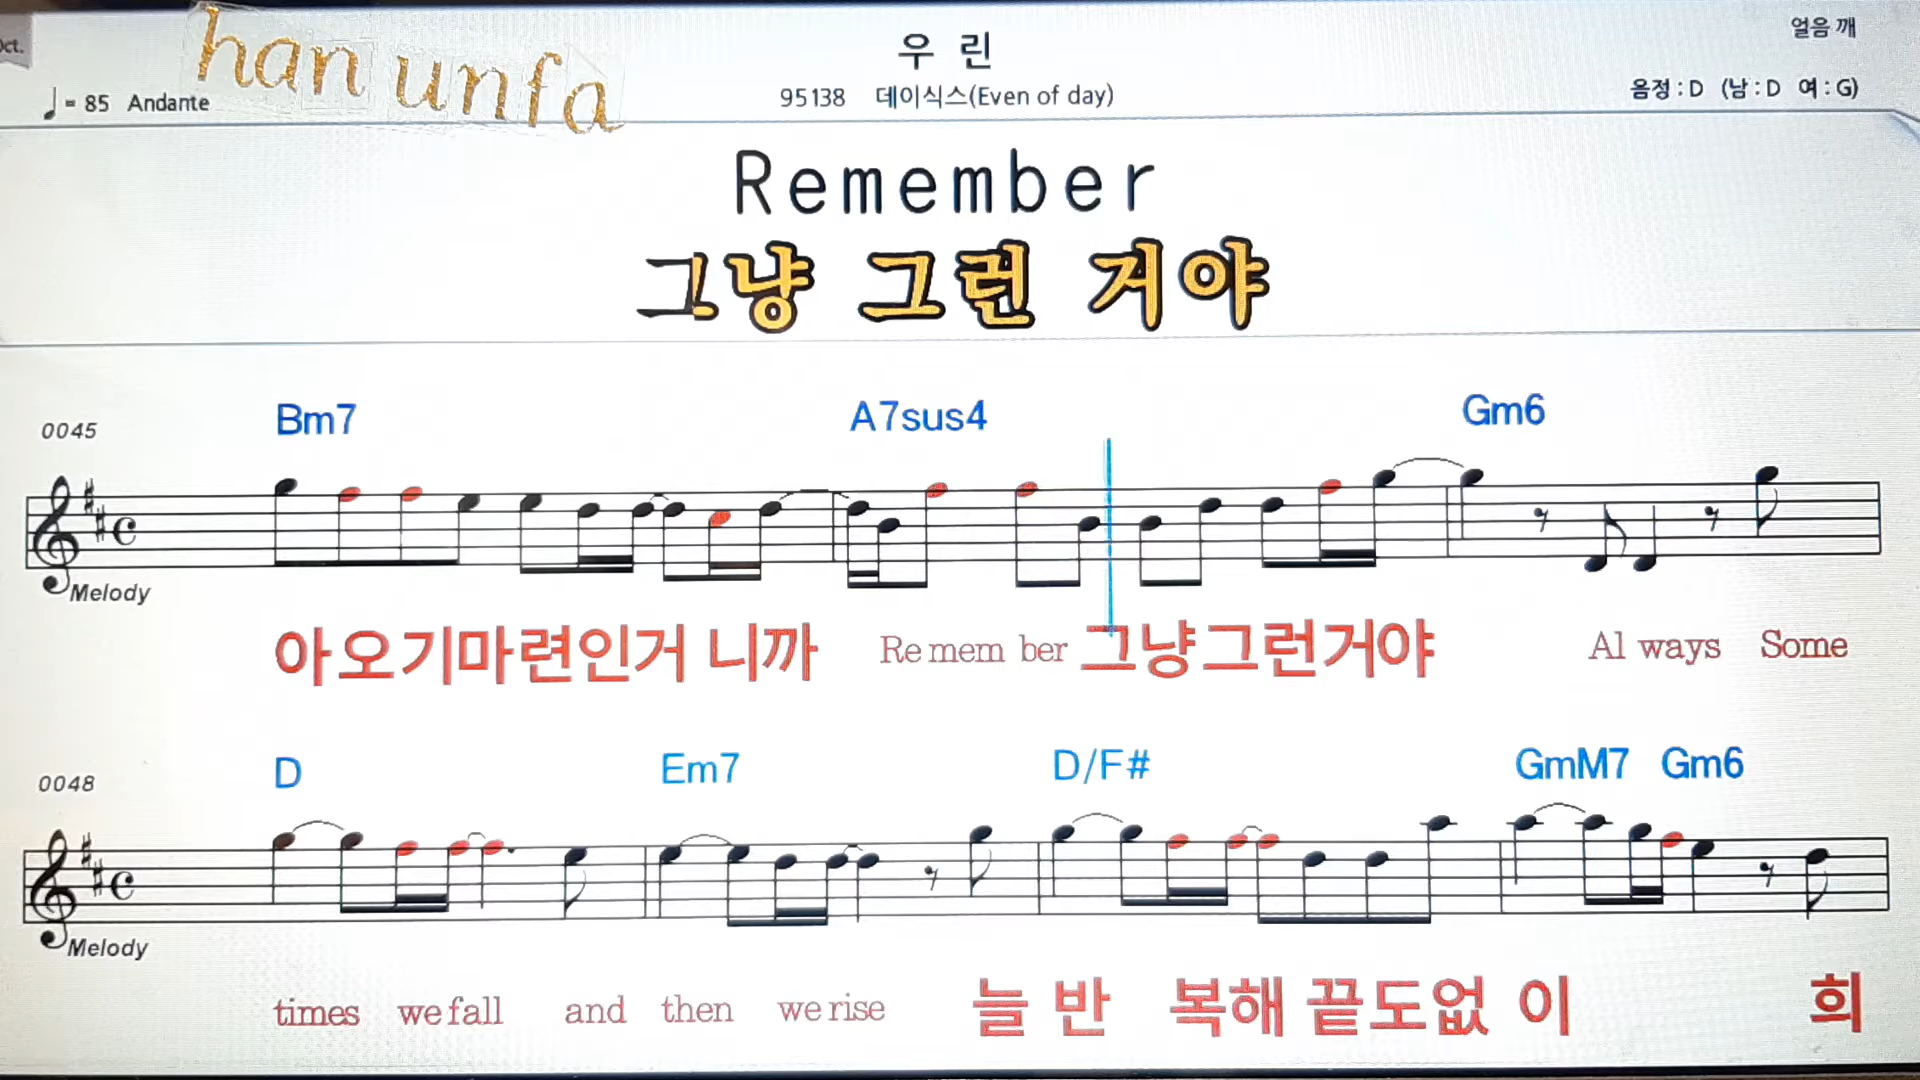 Oct.
han unfa
우 린
얼음 깨
♩= 85 Andante
95138 데이식스(Even of day)
음정 : D (남 : D 여 : G)
Remember
그냥 그런 거야
0045
Bm7 A7sus4 Gm6
Melody
아오기마련인거 니까 Re mem ber 그냥그런거야 Al ways Some
0048
D Em7 D/F# GmM7 Gm6
Melody
times we fall and then we rise 늘 반 복해 끝도없 이 희